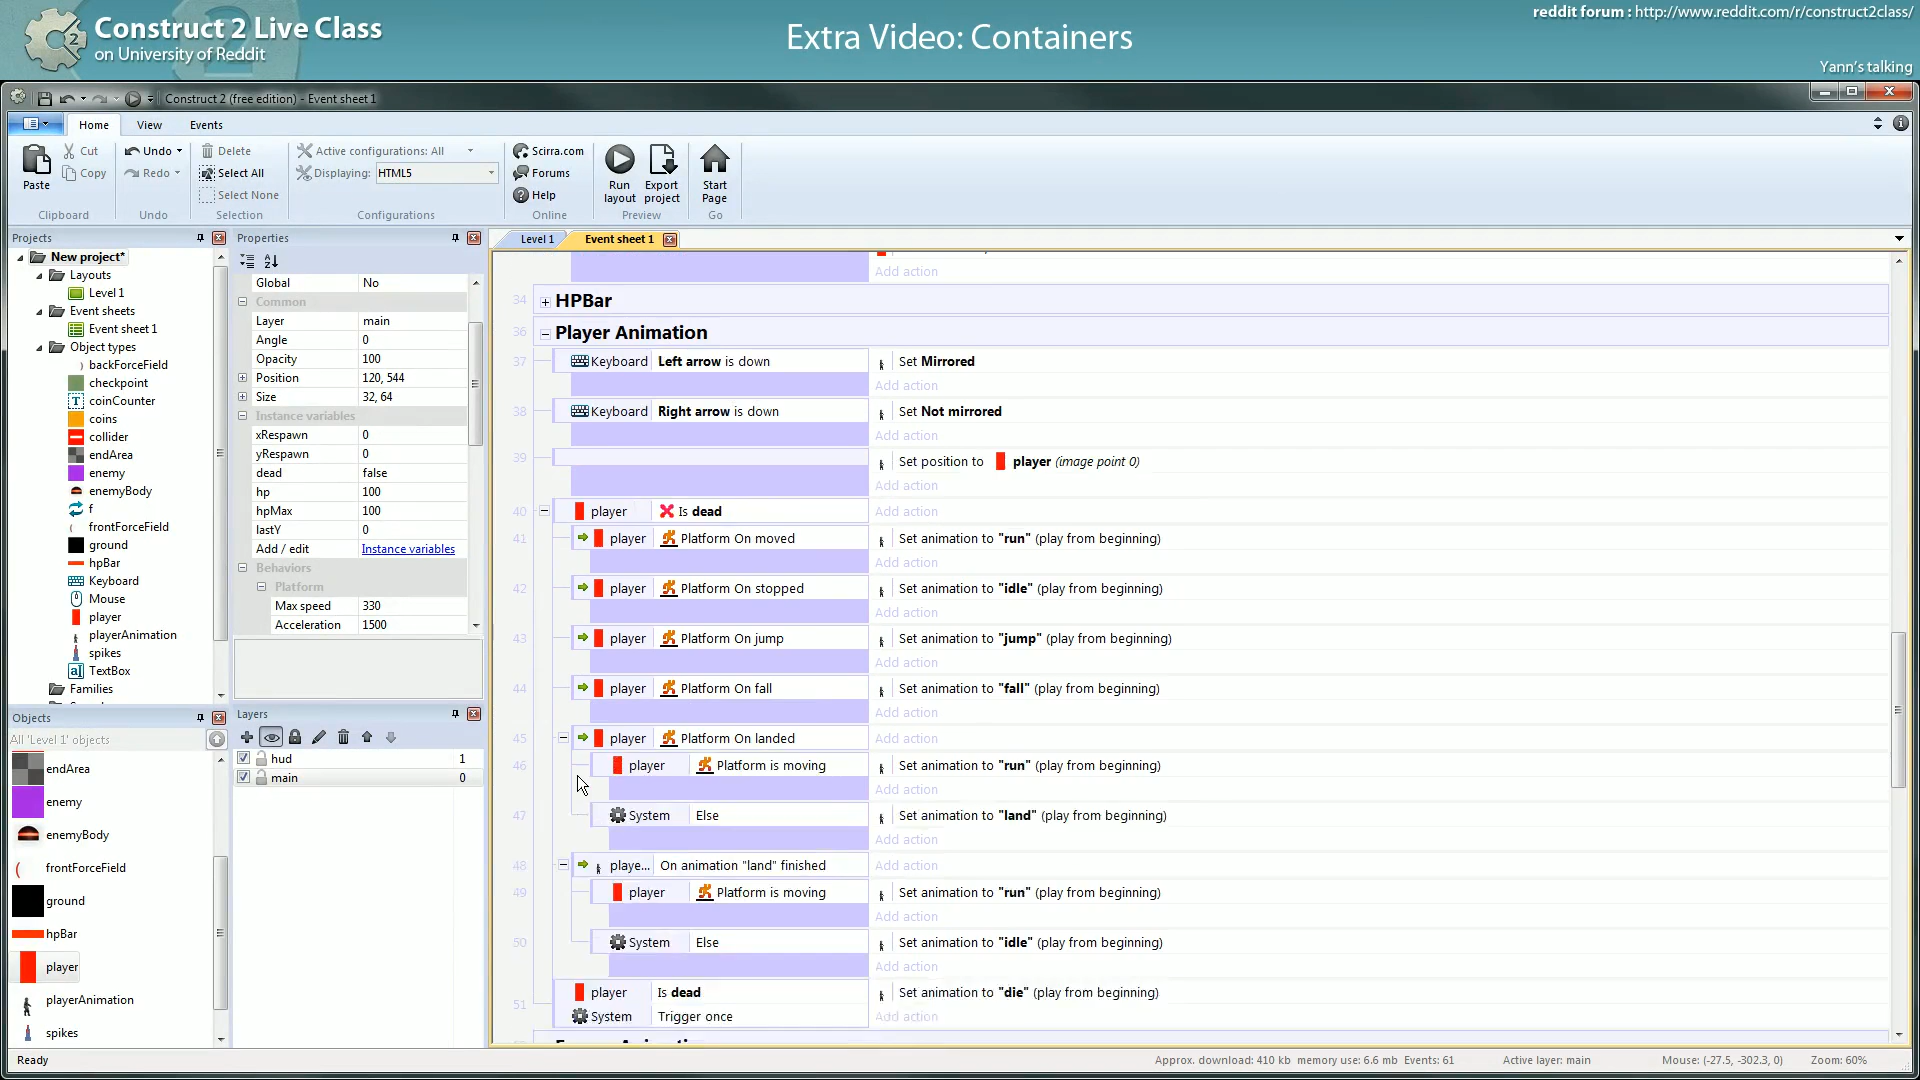 Construct 2 Live Class
on University of Reddit
Extra Video: Containers
reddit forum : http://www.reddit.com/r/construct2class/
Yann's talking
Construct 2 (free edition) - Event sheet 1
Home View Events
Paste
Cut
Copy
Clipboard
Undo
Redo
Undo
Delete
Select All
Select None
Selection
Active configurations: All
Displaying: HTML5
Configurations
Scirra.com
Forums
Help
Online
Run layout
Export project
Preview
Start Page
Go
Projects
New project*
Layouts
Level 1
Event sheets
Event sheet 1
Object types
backForceField
checkpoint
coinCounter
coins
collider
endArea
enemy
enemyBody
f
frontForceField
ground
hpBar
Keyboard
Mouse
player
playerAnimation
spikes
TextBox
Families
Properties
Global No
Common
Layer main
Angle 0
Opacity 100
Position 120, 544
Size 32, 64
Instance variables
xRespawn 0
yRespawn 0
dead false
hp 100
hpMax 100
lastY 0
Add / edit Instance variables
Behaviors
Platform
Max speed 330
Acceleration 1500
Objects
All 'Level 1' objects
endArea
enemy
enemyBody
frontForceField
ground
hpBar
player
playerAnimation
spikes
Layers
hud 1
main 0
Level 1 Event sheet 1
Add action
34 HPBar
36 Player Animation
37 Keyboard Left arrow is down Set Mirrored
Add action
38 Keyboard Right arrow is down Set Not mirrored
Add action
39 Set position to player (image point 0)
Add action
40 player Is dead Add action
41 player Platform On moved Set animation to "run" (play from beginning)
Add action
42 player Platform On stopped Set animation to "idle" (play from beginning)
Add action
43 player Platform On jump Set animation to "jump" (play from beginning)
Add action
44 player Platform On fall Set animation to "fall" (play from beginning)
Add action
45 player Platform On landed Add action
46 player Platform is moving Set animation to "run" (play from beginning)
Add action
47 System Else Set animation to "land" (play from beginning)
Add action
48 playe... On animation "land" finished Add action
49 player Platform is moving Set animation to "run" (play from beginning)
Add action
50 System Else Set animation to "idle" (play from beginning)
Add action
51 player Is dead Set animation to "die" (play from beginning)
System Trigger once Add action
Ready
Approx. download: 410 kb memory use: 6.6 mb Events: 61 Active layer: main Mouse: (-27.5, -302.3, 0) Zoom: 60%